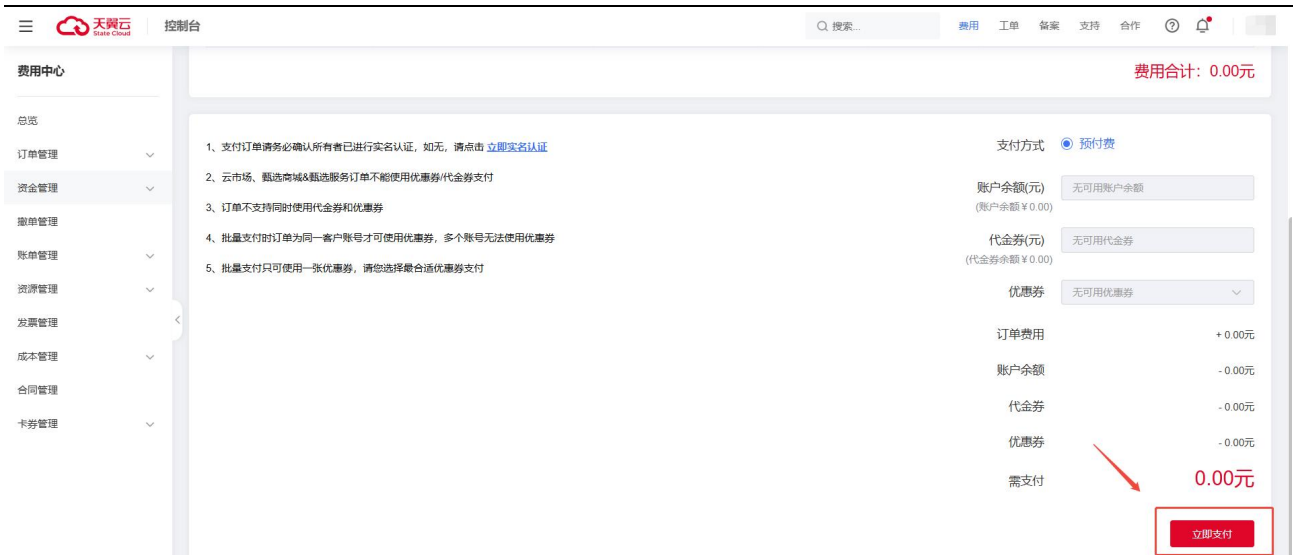 天翼云
State Cloud
控制台
搜索...
费用
工单
备案
支持
合作
费用中心
费用合计：0.00元
总览
订单管理
资金管理
撤单管理
账单管理
资源管理
发票管理
成本管理
合同管理
卡券管理
1、支付订单请务必确认所有者已进行实名认证，如无，请点击 立即实名认证
2、云市场、甄选商城&甄选服务订单不能使用优惠券/代金券支付
3、订单不支持同时使用代金券和优惠券
4、批量支付时订单为同一客户账号才可使用优惠券，多个账号无法使用优惠券
5、批量支付只可使用一张优惠券，请您选择最合适优惠券支付
支付方式
预付费
账户余额(元)
无可用账户余额
(账户余额￥0.00)
代金券(元)
无可用代金券
(代金券余额￥0.00)
优惠券
无可用优惠券
订单费用
+ 0.00元
账户余额
- 0.00元
代金券
- 0.00元
优惠券
- 0.00元
需支付
0.00元
立即支付